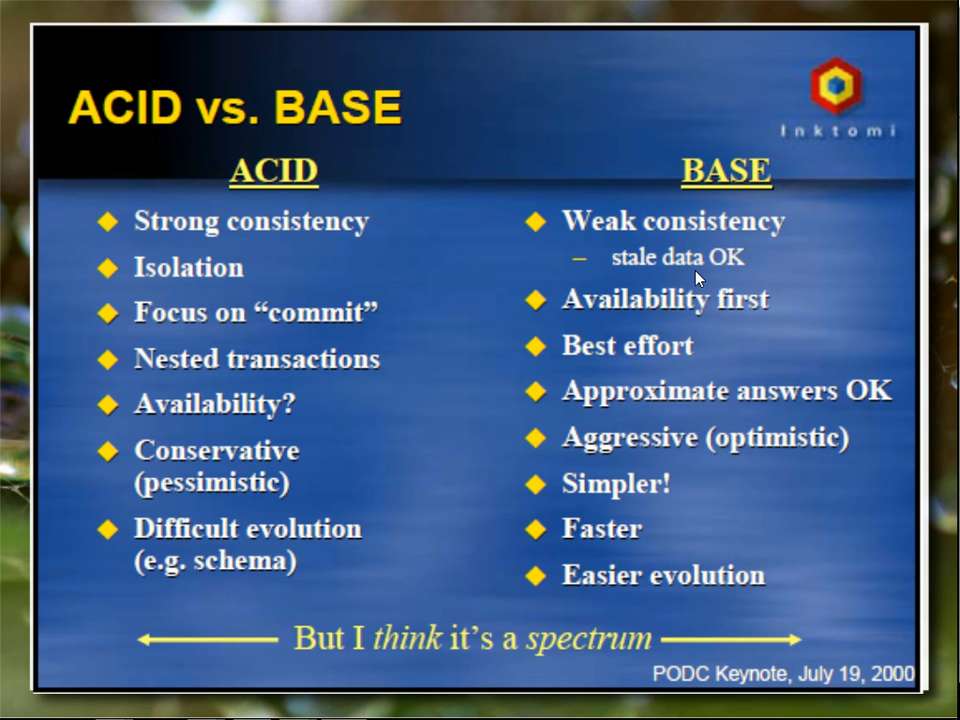 ACID vs. BASE
Inktomi
ACID
Strong consistency
Isolation
Focus on “commit”
Nested transactions
Availability?
Conservative
(pessimistic)
Difficult evolution
(e.g. schema)
BASE
Weak consistency
– stale data OK
Availability first
Best effort
Approximate answers OK
Aggressive (optimistic)
Simpler!
Faster
Easier evolution
But I think it’s a spectrum
PODC Keynote, July 19, 2000